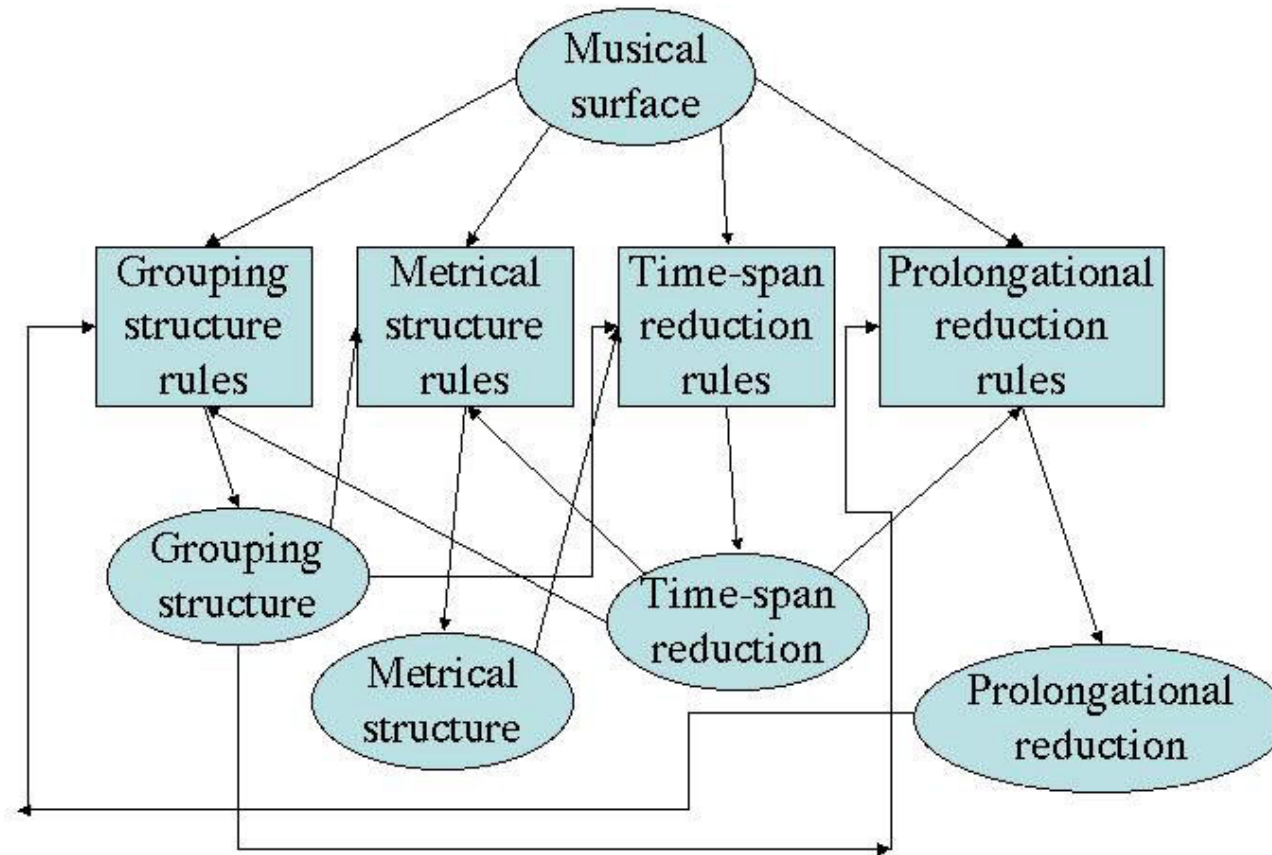 Musical
surface
Grouping
structure
rules
Metrical
structure
rules
Time-span
reduction
rules
Prolongational
reduction
rules
Grouping
structure
Metrical
structure
Time-span
reduction
Prolongational
reduction